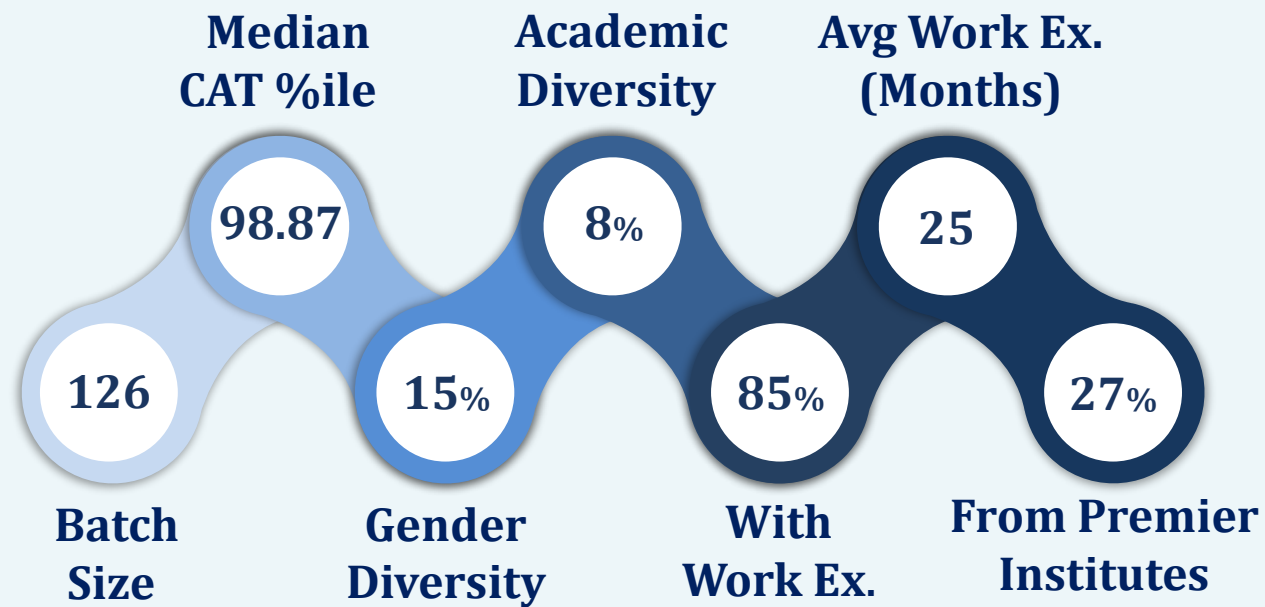 Median
CAT %ile
Academic
Diversity
Avg Work Ex.
(Months)
98.87
8%
25
126
15%
85%
27%
Batch
Size
Gender
Diversity
With
Work Ex.
From Premier
Institutes